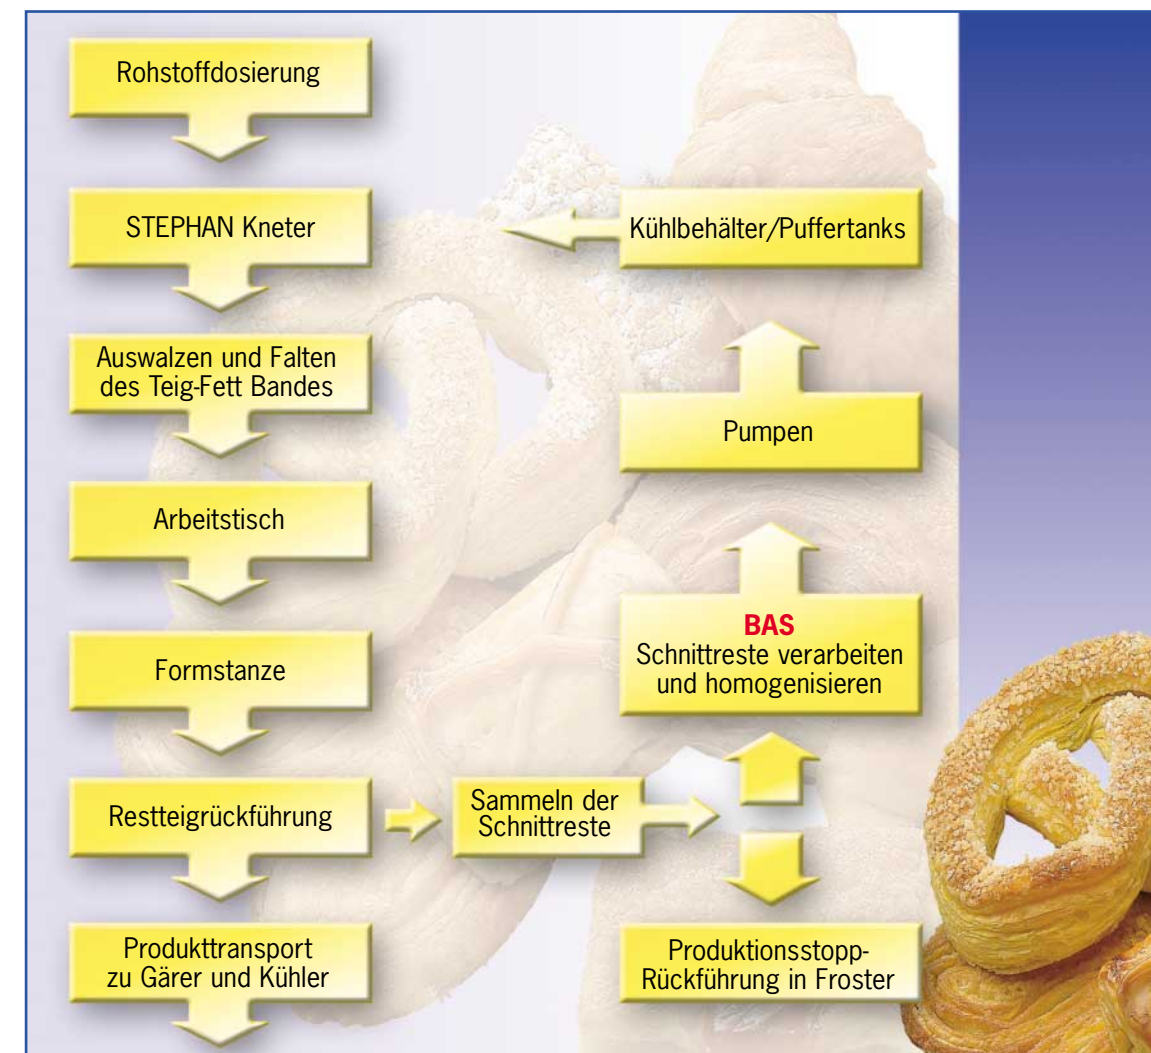 Rohstoffdosierung
STEPHAN Kneter
Auswalzen und Falten
des Teig-Fett Bandes
Arbeitstisch
Formstanze
Restteigrückführung
Produkttransport
zu Gärer und Kühler
Sammeln der
Schnittreste
Kühlbehälter/Puffertanks
Pumpen
BAS
Schnittreste verarbeiten
und homogenisieren
Produktionsstopp-
Rückführung in Froster